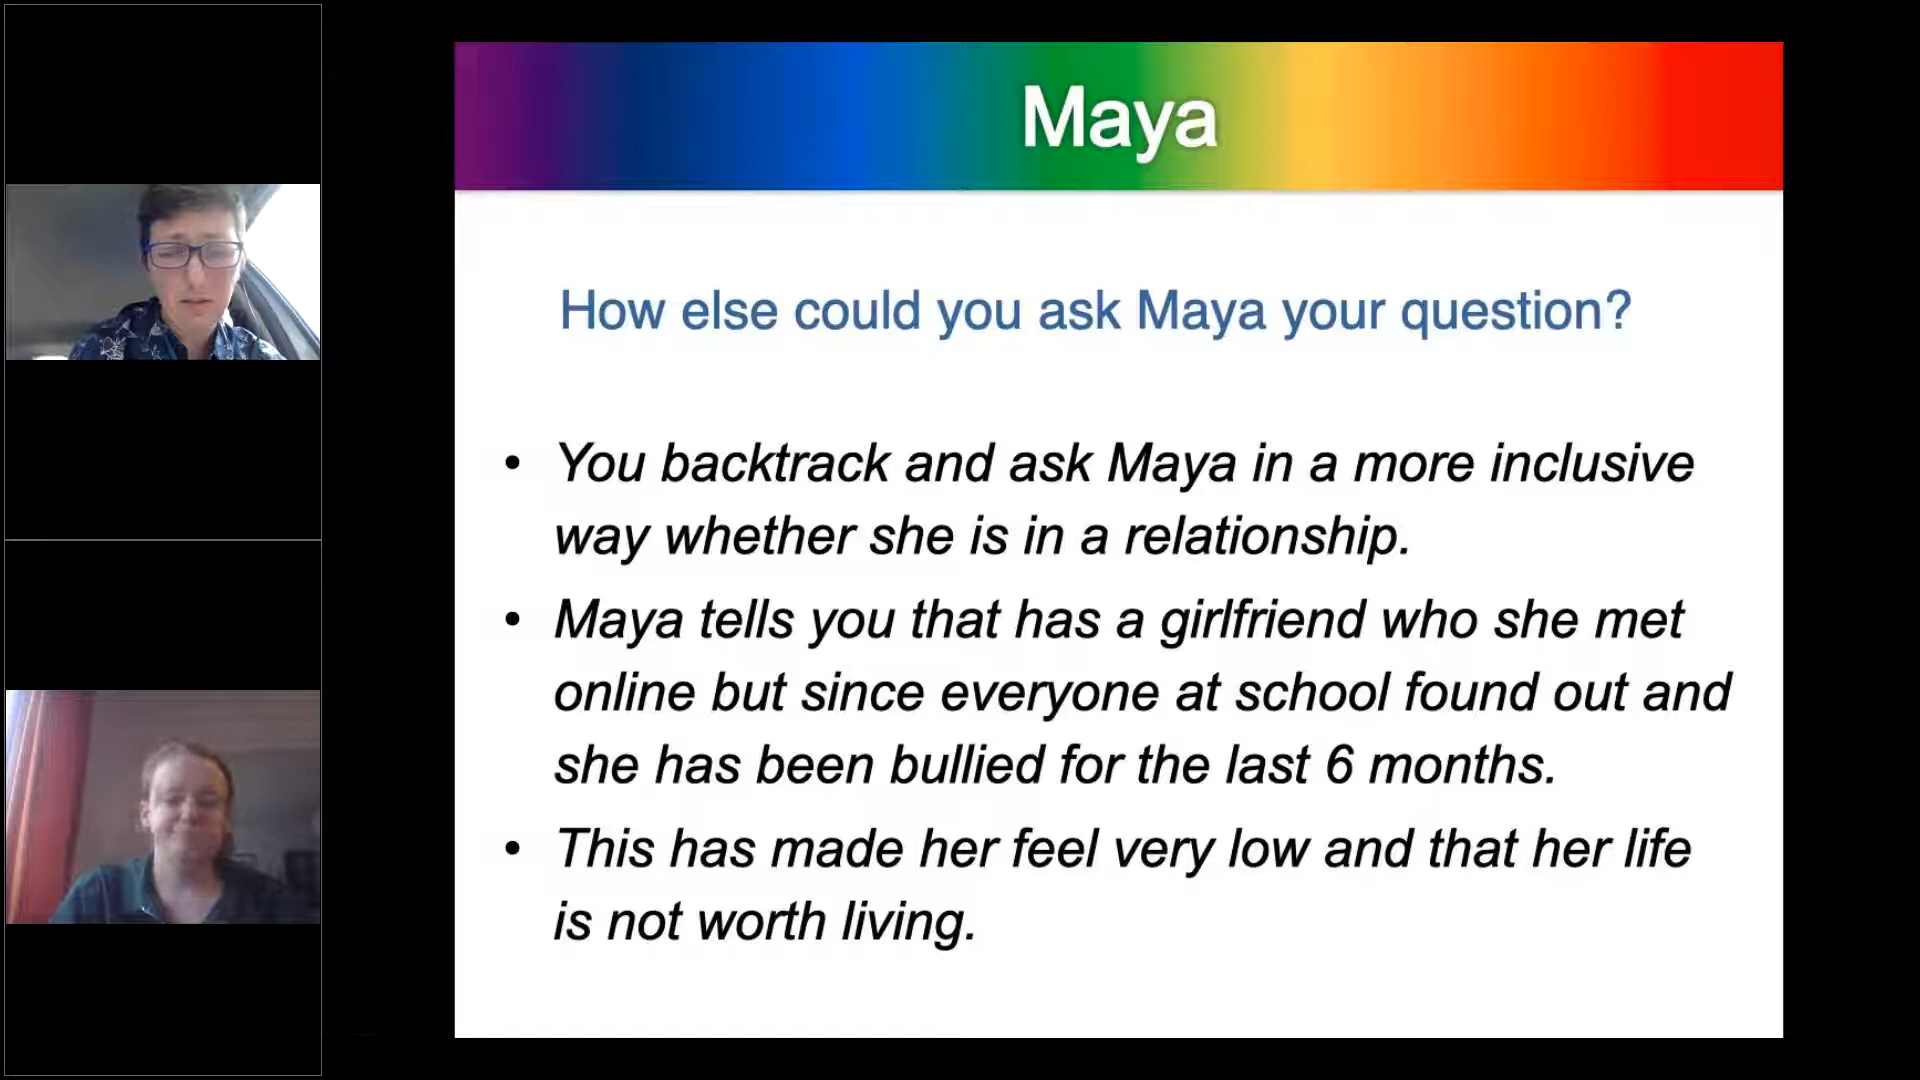 Maya
How else could you ask Maya your question?
• You backtrack and ask Maya in a more inclusive
way whether she is in a relationship.
• Maya tells you that has a girlfriend who she met
online but since everyone at school found out and
she has been bullied for the last 6 months.
• This has made her feel very low and that her life
is not worth living.